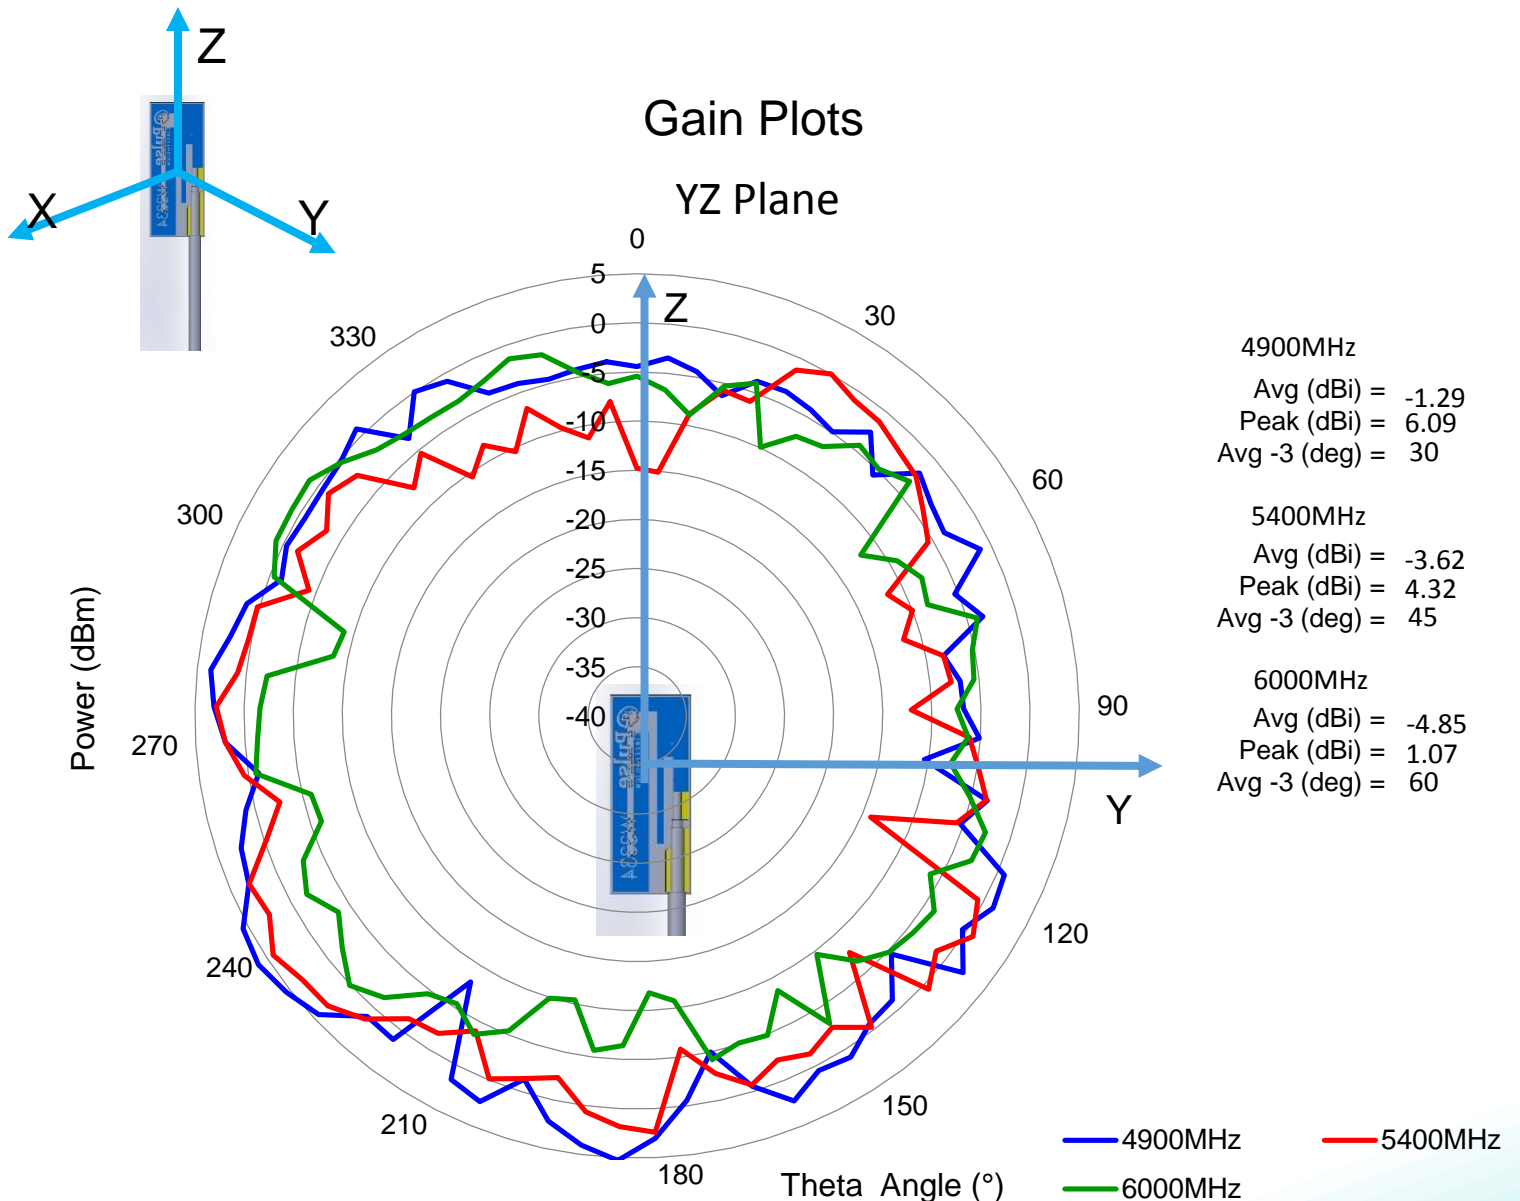 Z
X
Y
Gain Plots
YZ Plane
0
30
60
90
120
150
180
210
240
270
300
330
5
0
-5
-10
-15
-20
-25
-30
-35
-40
Z
Y
Power (dBm)
Theta Angle (°)
4900MHz
Avg (dBi) = -1.29
Peak (dBi) = 6.09
Avg -3 (deg) = 30
5400MHz
Avg (dBi) = -3.62
Peak (dBi) = 4.32
Avg -3 (deg) = 45
6000MHz
Avg (dBi) = -4.85
Peak (dBi) = 1.07
Avg -3 (deg) = 60
4900MHz
5400MHz
6000MHz